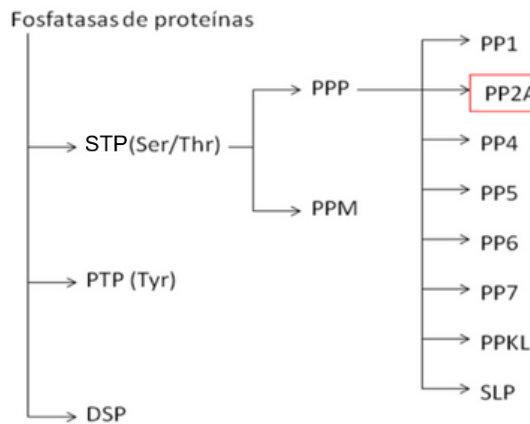 Fosfatasas de proteínas
STP(Ser/Thr)
PTP (Tyr)
DSP
PPP
PPM
PP1
PP2A
PP4
PP5
PP6
PP7
PPKL
SLP